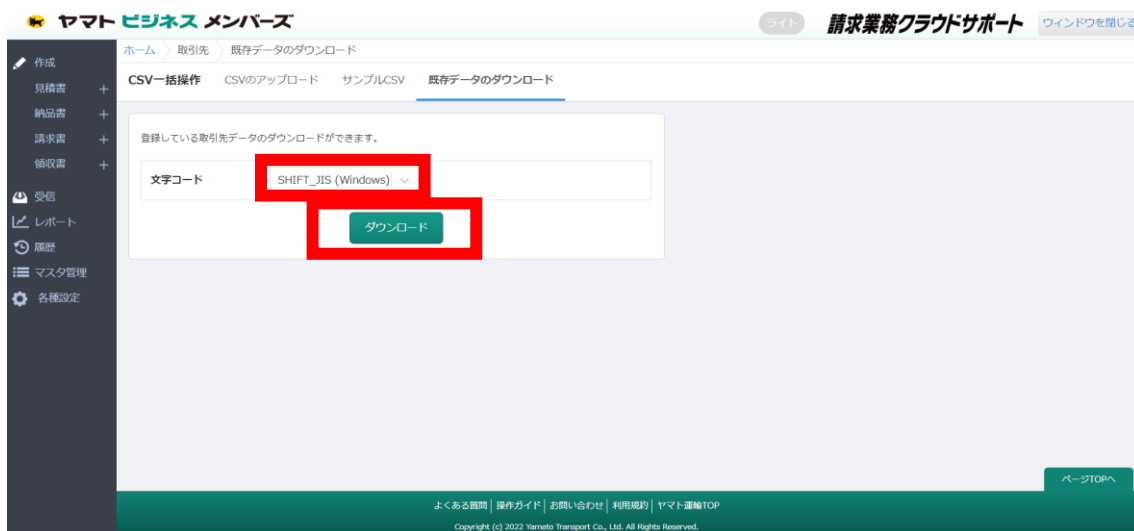 ヤマト ビジネス メンバーズ
ライト
請求業務クラウドサポート
ウィンドウを閉じる
ホーム 〉 取引先 〉 既存データのダウンロード
作成
見積書 +
納品書 +
請求書 +
領収書 +
受信
レポート
履歴
マスタ管理
各種設定
CSV一括操作 CSVのアップロード サンプルCSV 既存データのダウンロード
登録している取引先データのダウンロードができます。
文字コード SHIFT_JIS (Windows)
ダウンロード
ページTOPへ
よくある質問 | 操作ガイド | お問い合わせ | 利用規約 | ヤマト運輸TOP
Copyright (c) 2022 Yamato Transport Co., Ltd. All Rights Reserved.